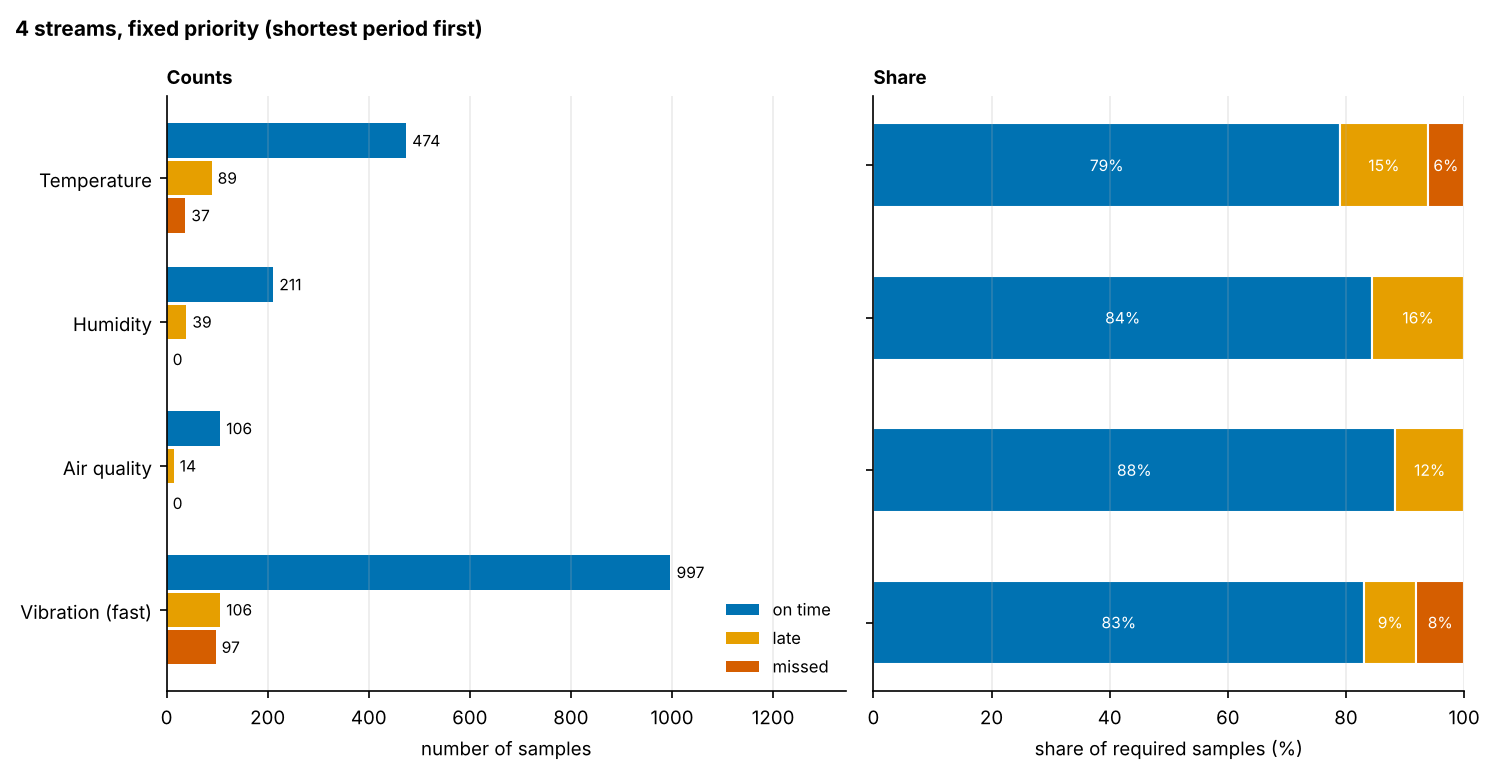 4 streams, fixed priority (shortest period first)
Counts
Temperature
474
89
37
Humidity
211
39
0
Air quality
106
14
0
Vibration (fast)
997
106
97
on time
late
missed
0 200 400 600 800 1000 1200
number of samples
Share
79% 15% 6%
84% 16%
88% 12%
83% 9% 8%
0 20 40 60 80 100
share of required samples (%)